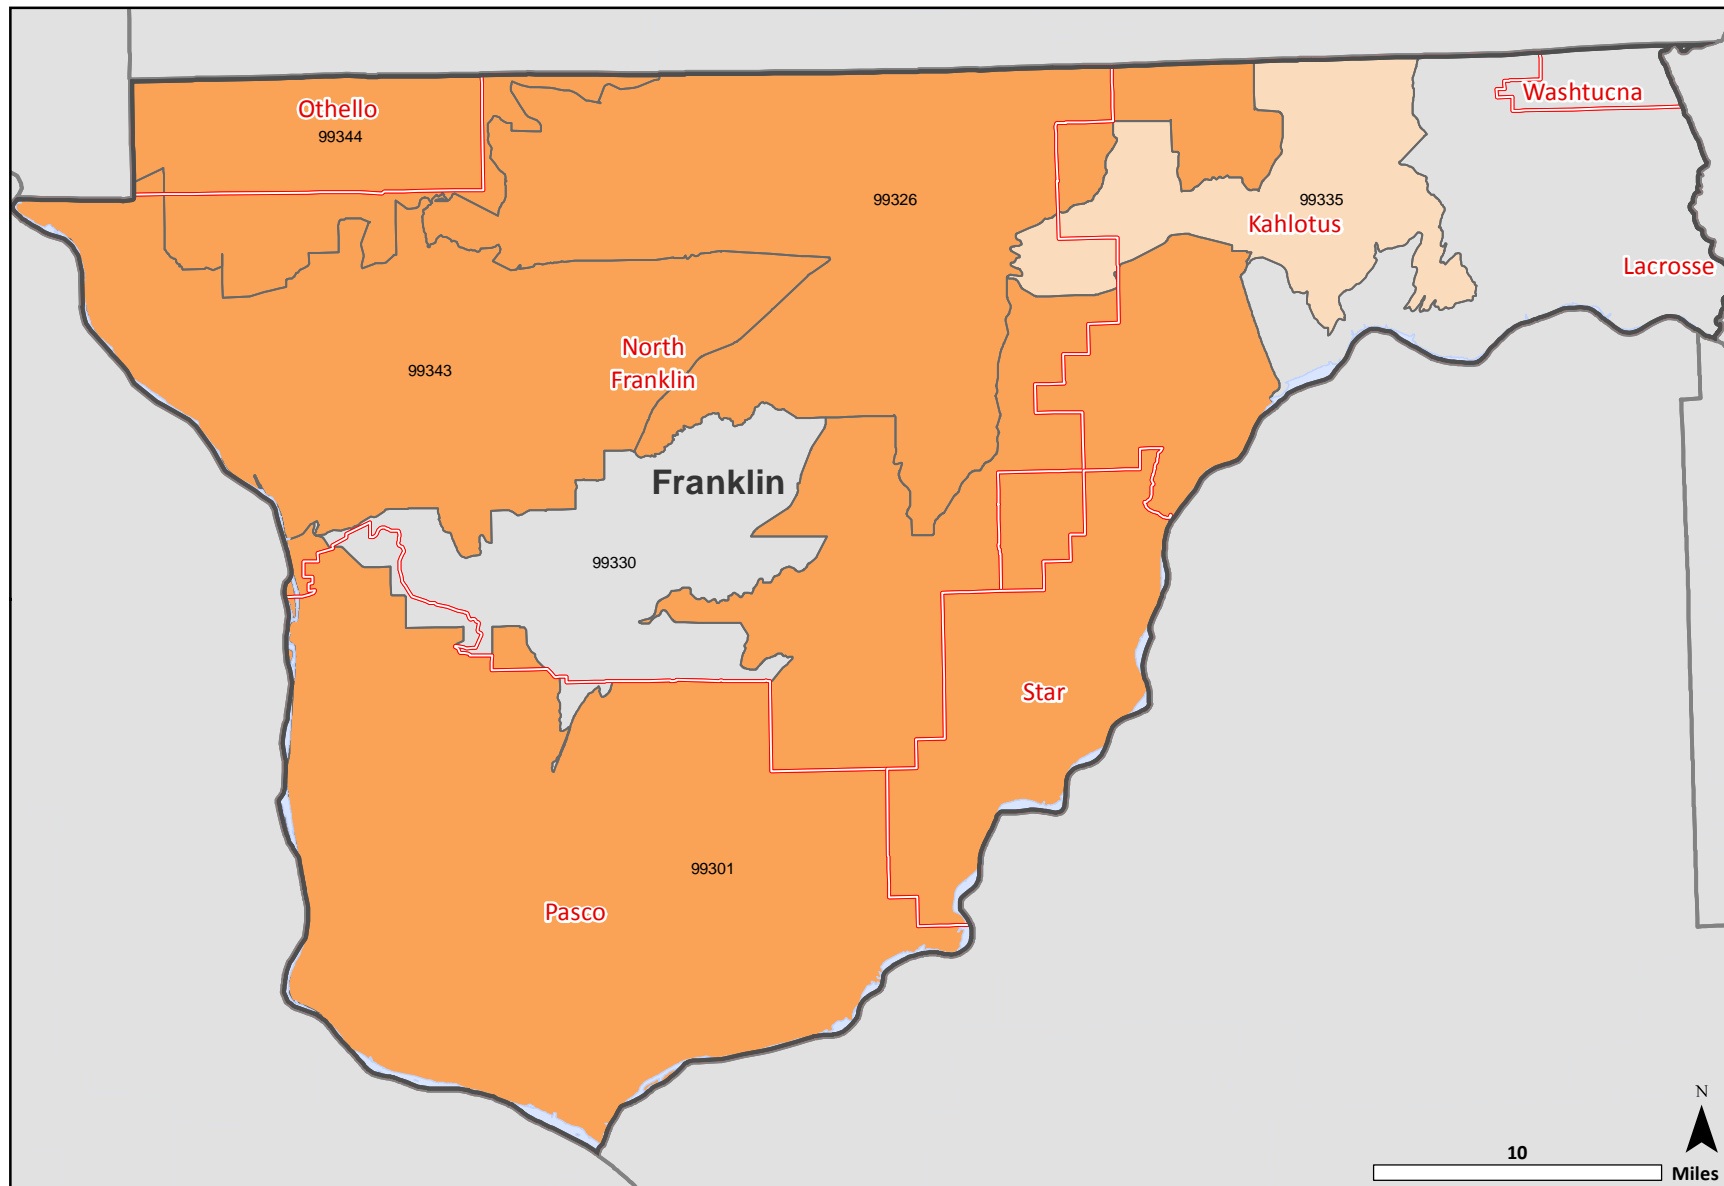 Othello
99344
Washtucna
99326
99335
Kahlotus
Lacrosse
North
Franklin
99343
Franklin
99330
Star
99301
Pasco
N
10
Miles